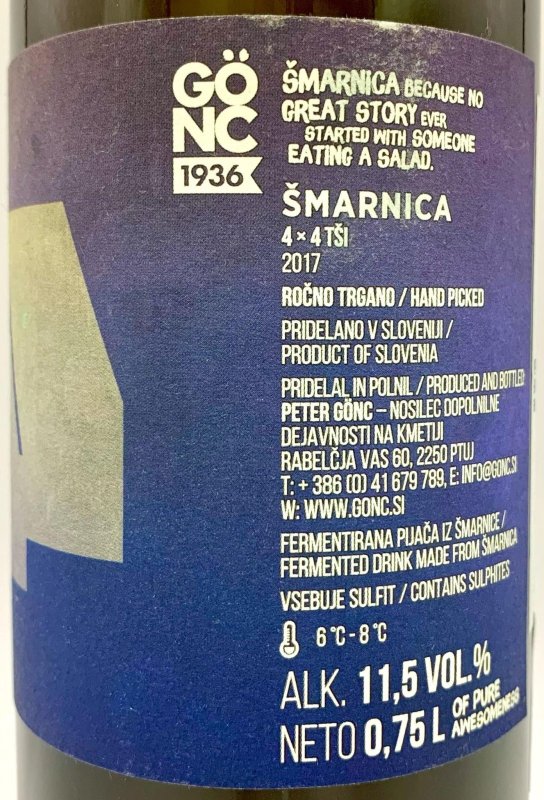 GÖ
NC
1936
ŠMARNICA BECAUSE NO
GREAT STORY EVER
STARTED WITH SOMEONE
EATING A SALAD.
ŠMARNICA
4 × 4 TŠI
2017
ROČNO TRGANO / HAND PICKED
PRIDELANO V SLOVENIJI /
PRODUCT OF SLOVENIA
PRIDELAL IN POLNIL / PRODUCED AND BOTTLED:
PETER GÖNC – NOSILEC DOPOLNILNE
DEJAVNOSTI NA KMETIJI
RABELČJA VAS 60, 2250 PTUJ
T: + 386 (0) 41 679 789, E: INFO@GONC.SI
W: WWW.GONC.SI
FERMENTIRANA PIJAČA IZ ŠMARNICE /
FERMENTED DRINK MADE FROM ŠMARNICA
VSEBUJE SULFIT / CONTAINS SULPHITES
6 °C - 8 °C
ALK. 11,5 VOL.%
NETO 0,75 L OF PURE
AWESOMENESS